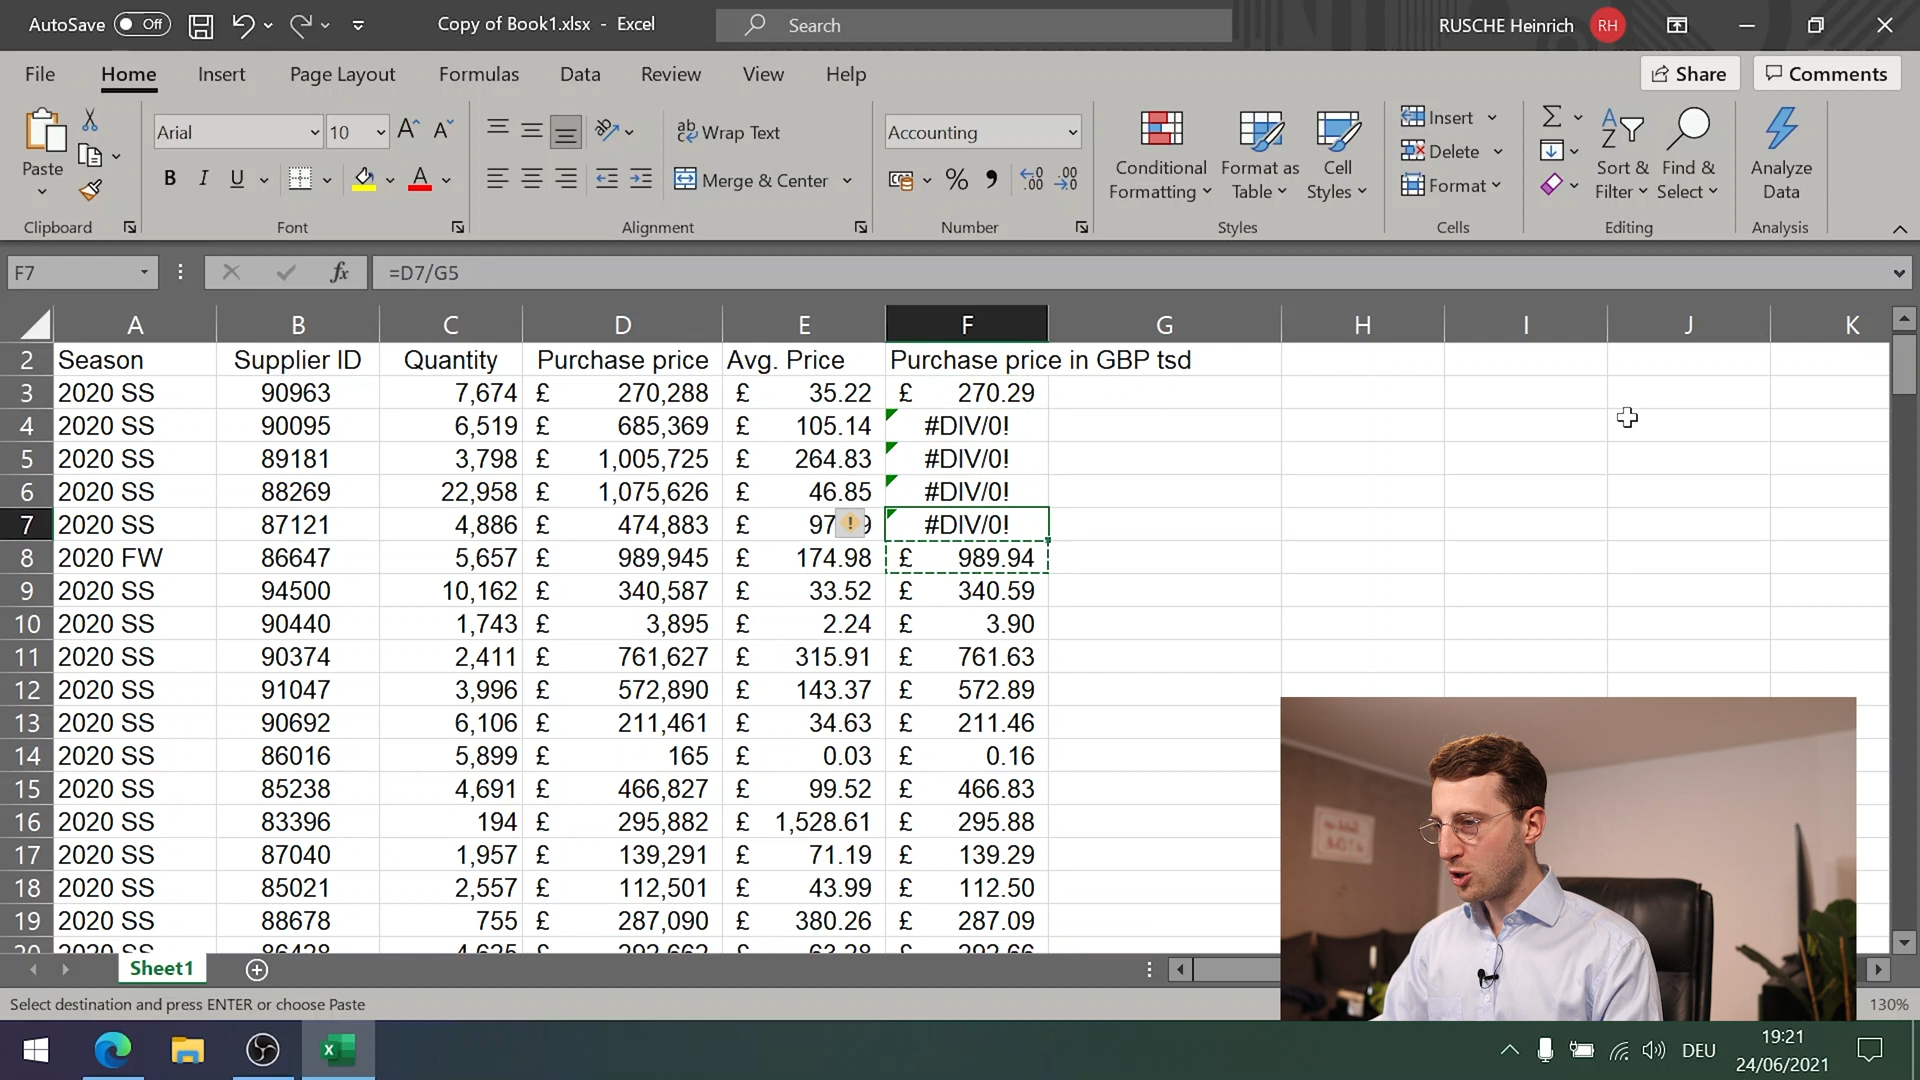 AutoSave Off Copy of Book1.xlsx - Excel Search RUSCHE Heinrich RH
File Home Insert Page Layout Formulas Data Review View Help Share Comments
Paste
Arial 10
Wrap Text
Merge & Center
Accounting
Conditional Formatting
Format as Table
Cell Styles
Insert
Delete
Format
Sort & Filter
Find & Select
Analyze Data
Clipboard Font Alignment Number Styles Cells Editing Analysis
F7 fx =D7/G5
A B C D E F G H I J K
2 Season Supplier ID Quantity Purchase price Avg. Price Purchase price in GBP tsd
3 2020 SS 90963 7,674 £ 270,288 £ 35.22 £ 270.29
4 2020 SS 90095 6,519 £ 685,369 £ 105.14 #DIV/0!
5 2020 SS 89181 3,798 £ 1,005,725 £ 264.83 #DIV/0!
6 2020 SS 88269 22,958 £ 1,075,626 £ 46.85 #DIV/0!
7 2020 SS 87121 4,886 £ 474,883 £ #DIV/0!
8 2020 FW 86647 5,657 £ 989,945 £ 174.98 £ 989.94
9 2020 SS 94500 10,162 £ 340,587 £ 33.52 £ 340.59
10 2020 SS 90440 1,743 £ 3,895 £ 2.24 £ 3.90
11 2020 SS 90374 2,411 £ 761,627 £ 315.91 £ 761.63
12 2020 SS 91047 3,996 £ 572,890 £ 143.37 £ 572.89
13 2020 SS 90692 6,106 £ 211,461 £ 34.63 £ 211.46
14 2020 SS 86016 5,899 £ 165 £ 0.03 £ 0.16
15 2020 SS 85238 4,691 £ 466,827 £ 99.52 £ 466.83
16 2020 SS 83396 194 £ 295,882 £ 1,528.61 £ 295.88
17 2020 SS 87040 1,957 £ 139,291 £ 71.19 £ 139.29
18 2020 SS 85021 2,557 £ 112,501 £ 43.99 £ 112.50
19 2020 SS 88678 755 £ 287,090 £ 380.26 £ 287.09
Sheet1
Select destination and press ENTER or choose Paste 130%
DEU 19:21
24/06/2021